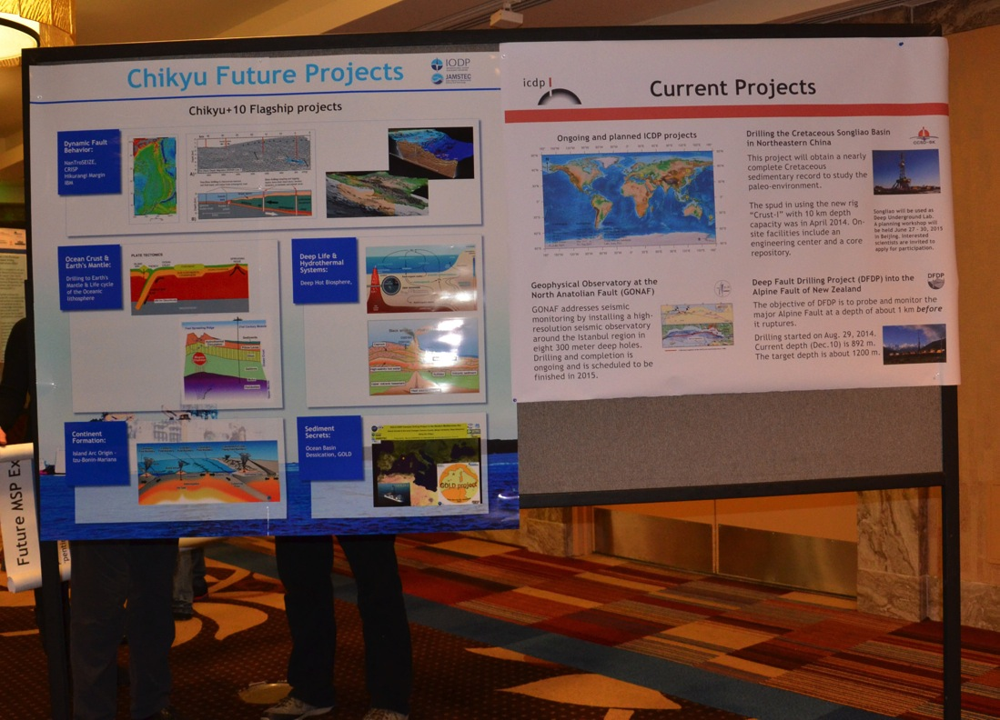 Chikyu Future Projects
IODP
JAMSTEC
Chikyu+10 Flagship projects
Dynamic Fault
Behavior:
NanTroSEIZE,
CRISP
Hikurangi Margin
IBM
A)
B)
Ocean Crust &
Earth's Mantle:
Drilling to Earth's
Mantle & Life cycle
of the Oceanic
lithosphere
PLATE TECTONICS
Deep Life &
Hydrothermal
Systems:
Deep Hot Biosphere,
Continent
Formation:
Island Arc Origin -
Izu-Bonin-Mariana
Sediment
Secrets:
Ocean Basin
Desiccation, GOLD
GOLD project
Future MSP Ex
icdp
Current Projects
Ongoing and planned ICDP projects
Geophysical Observatory at the
North Anatolian Fault (GONAF)
GONAF addresses seismic
monitoring by installing a high-
resolution seismic observatory
around the Istanbul region in
eight 300 meter deep holes.
Drilling and completion is
ongoing and is scheduled to be
finished in 2015.
Drilling the Cretaceous Songliao Basin
in Northeastern China
This project will obtain a nearly
complete Cretaceous
sedimentary record to study the
paleo-environment.
The spud in using the new rig
"Crust-I" with 10 km depth
capacity was in April 2014. On-
site facilities include an
engineering center and a core
repository.
Songliao will be used as
Deep Underground Lab.
A planning workshop will
be held June 27 - 30, 2015
in Beijing. Interested
scientists are invited to
apply for participation.
Deep Fault Drilling Project (DFDP) into the
Alpine Fault of New Zealand
DFDP
The objective of DFDP is to probe and monitor the
major Alpine Fault at a depth of about 1 km before
it ruptures.
Drilling started on Aug. 29, 2014.
Current depth (Dec.10) is 892 m.
The target depth is about 1200 m.